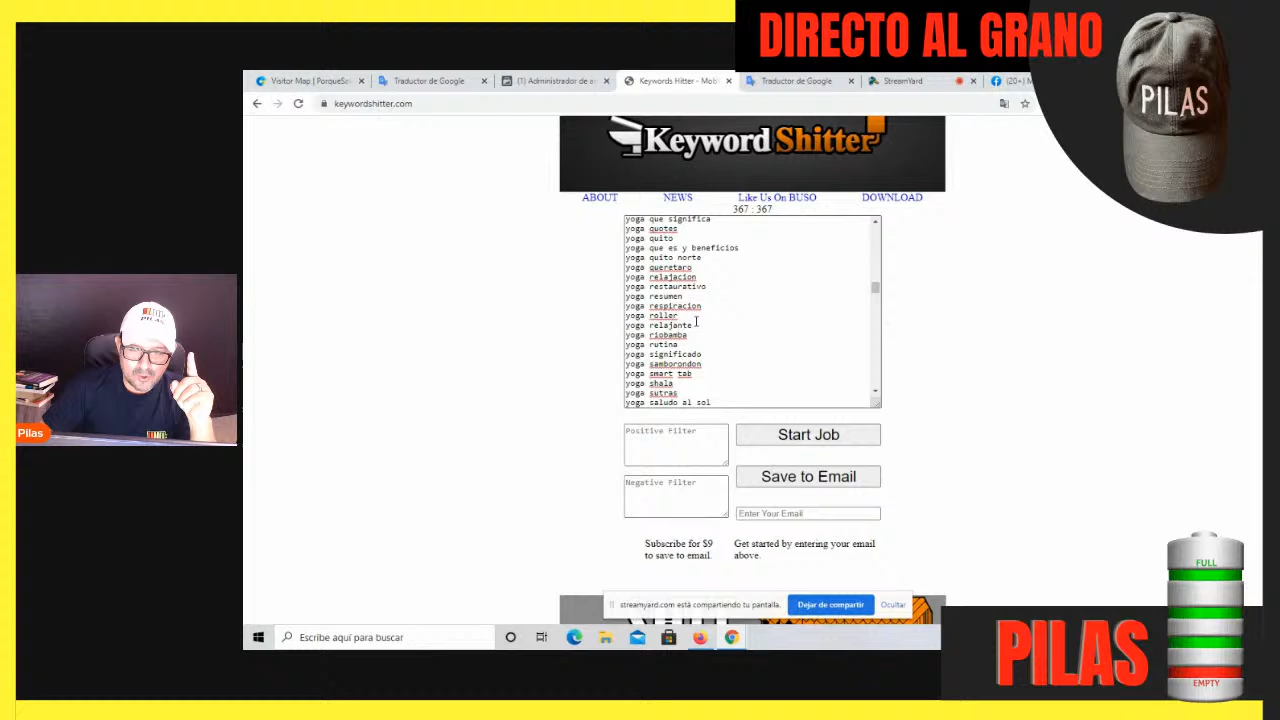 DIRECTO AL GRANO
PILAS
Visitor Map | PorqueSe
Traductor de Google
(1) Administrador de a
Keywords Hitter - Mob
Traductor de Google
StreamYard
(20+) M
keywordshitter.com
Keyword Shitter
ABOUT NEWS Like Us On BUSO DOWNLOAD
367 : 367
yoga que significa
yoga quotes
yoga quito
yoga que es y beneficios
yoga quito norte
yoga queretaro
yoga relajacion
yoga restaurativo
yoga resumen
yoga respiracion
yoga roller
yoga relajante
yoga riobamba
yoga rutina
yoga significado
yoga samborondon
yoga smart tab
yoga shala
yoga sutras
yoga saludo al sol
Positive Filter
Start Job
Save to Email
Negative Filter
Enter Your Email
Subscribe for $9
to save to email.
Get started by entering your email
above.
streamyard.com está compartiendo tu pantalla.
Dejar de compartir
Ocultar
Escribe aquí para buscar
PILAS
Pilas
FULL
PILAS
EMPTY